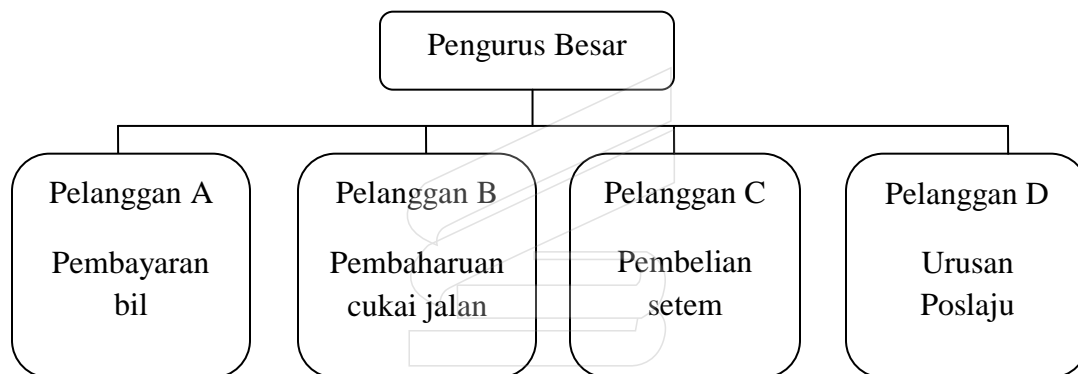 Pengurus Besar
Pelanggan A
Pembayaran
bil
Pelanggan B
Pembaharuan
cukai jalan
Pelanggan C
Pembelian
setem
Pelanggan D
Urusan
Poslaju